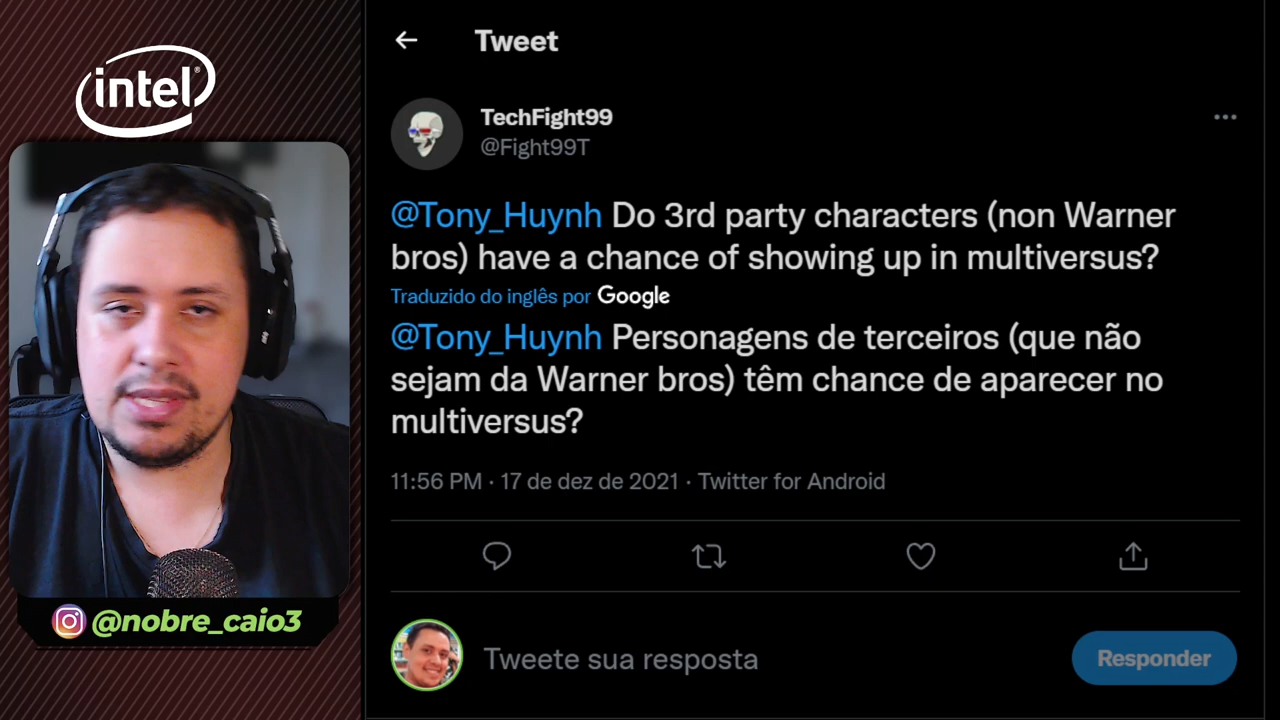 intel®
@nobre_caio3
Tweet
TechFight99
@Fight99T
@Tony_Huynh Do 3rd party characters (non Warner
bros) have a chance of showing up in multiversus?
Traduzido do inglês por Google
@Tony_Huynh Personagens de terceiros (que não
sejam da Warner bros) têm chance de aparecer no
multiversus?
11:56 PM · 17 de dez de 2021 · Twitter for Android
Tweete sua resposta
Responder